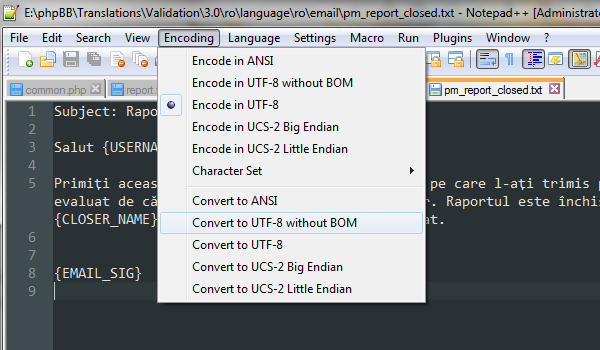 E:\phpBB\Translations\Validation\3.0\ro\language\ro\email\pm_report_closed.txt - Notepad++ [Administrato
File Edit Search View Encoding Language Settings Macro Run Plugins Window ?
common.php report. pm_report_closed.txt
Encode in ANSI
Encode in UTF-8 without BOM
Encode in UTF-8
Encode in UCS-2 Big Endian
Encode in UCS-2 Little Endian
Character Set
Convert to ANSI
Convert to UTF-8 without BOM
Convert to UTF-8
Convert to UCS-2 Big Endian
Convert to UCS-2 Little Endian
1 Subject: Rapo
2
3 Salut {USERNA
4
5 Primiți aceas pe care l-ați trimis p
evaluat de că r. Raportul este închis
{CLOSER_NAME} at.
6
7
8 {EMAIL_SIG}
9